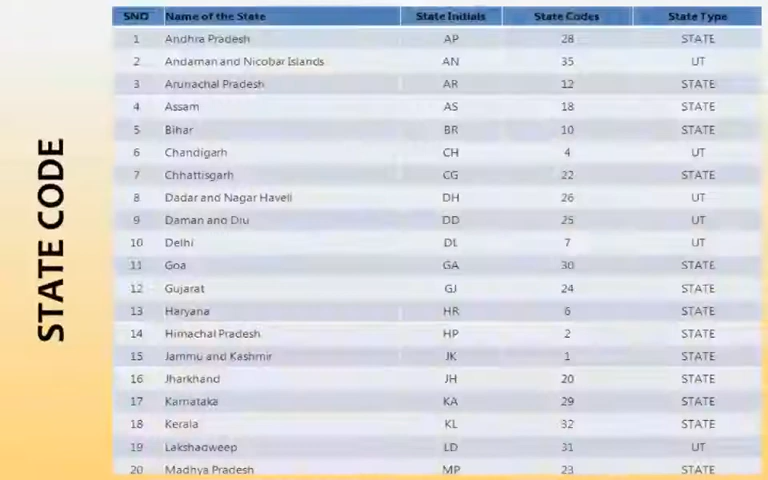 STATE CODE
SNO Name of the State State Initials State Codes State Type
1 Andhra Pradesh AP 28 STATE
2 Andaman and Nicobar Islands AN 35 UT
3 Arunachal Pradesh AR 12 STATE
4 Assam AS 18 STATE
5 Bihar BR 10 STATE
6 Chandigarh CH 4 UT
7 Chhattisgarh CG 22 STATE
8 Dadar and Nagar Haveli DH 26 UT
9 Daman and Diu DD 25 UT
10 Delhi DL 7 UT
11 Goa GA 30 STATE
12 Gujarat GJ 24 STATE
13 Haryana HR 6 STATE
14 Himachal Pradesh HP 2 STATE
15 Jammu and Kashmir JK 1 STATE
16 Jharkhand JH 20 STATE
17 Karnataka KA 29 STATE
18 Kerala KL 32 STATE
19 Lakshadweep LD 31 UT
20 Madhya Pradesh MP 23 STATE